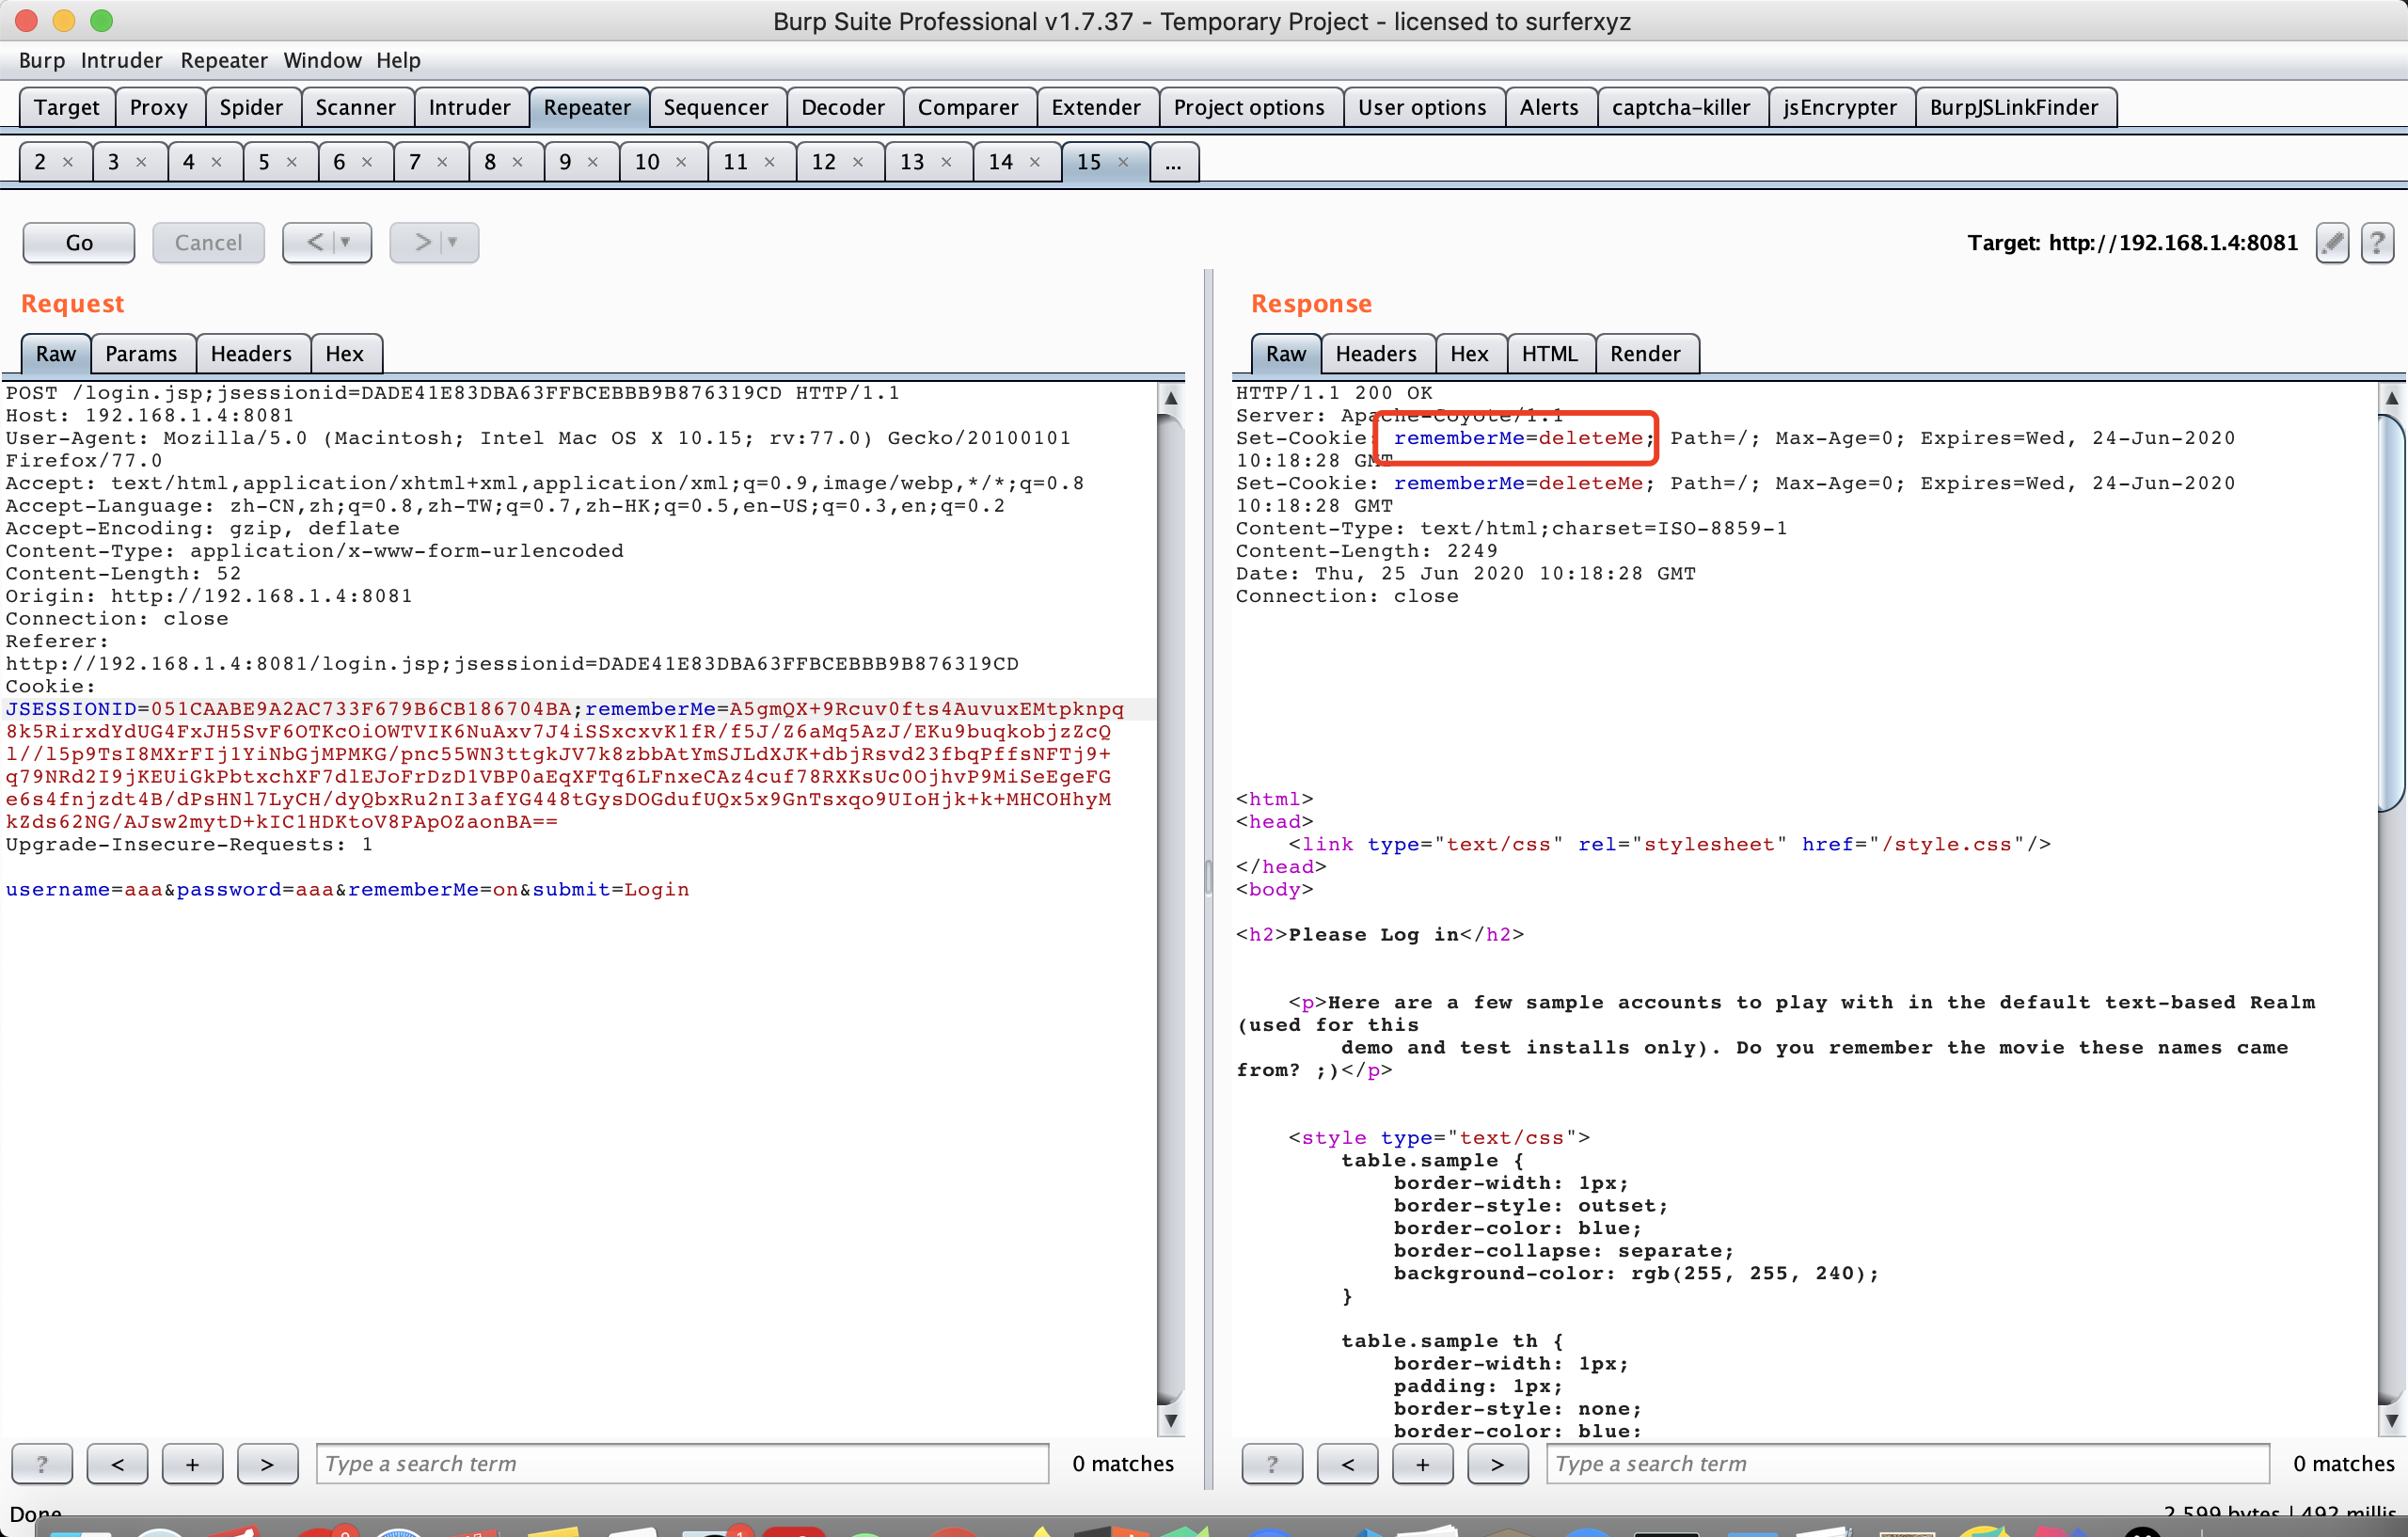 Burp Suite Professional v1.7.37 - Temporary Project - licensed to surferxyz
Burp Intruder Repeater Window Help
Target Proxy Spider Scanner Intruder Repeater Sequencer Decoder Comparer Extender Project options User options Alerts captcha-killer jsEncrypter BurpJSLinkFinder
2 × 3 × 4 × 5 × 6 × 7 × 8 × 9 × 10 × 11 × 12 × 13 × 14 × 15 × ...
Go Cancel < > Target: http://192.168.1.4:8081 ?
Request
Raw Params Headers Hex
POST /login.jsp;jsessionid=DADE41E83DBA63FFBCEBBB9B876319CD HTTP/1.1
Host: 192.168.1.4:8081
User-Agent: Mozilla/5.0 (Macintosh; Intel Mac OS X 10.15; rv:77.0) Gecko/20100101
Firefox/77.0
Accept: text/html,application/xhtml+xml,application/xml;q=0.9,image/webp,*/*;q=0.8
Accept-Language: zh-CN,zh;q=0.8,zh-TW;q=0.7,zh-HK;q=0.5,en-US;q=0.3,en;q=0.2
Accept-Encoding: gzip, deflate
Content-Type: application/x-www-form-urlencoded
Content-Length: 52
Origin: http://192.168.1.4:8081
Connection: close
Referer:
http://192.168.1.4:8081/login.jsp;jsessionid=DADE41E83DBA63FFBCEBBB9B876319CD
Cookie:
JSESSIONID=051CAABE9A2AC733F679B6CB186704BA;rememberMe=A5gmQX+9Rcuv0fts4AuvuxEMtpknpq
8k5RirxdYdUG4FxJH5SvF6OTKcOiOWTVIK6NuAxv7J4iSSxcxvK1fR/f5J/Z6aMq5AzJ/EKu9buqkobjzZcQ
l//l5p9TsI8MXrFIj1YiNbGjMPMKG/pnc55WN3ttgkJV7k8zbbAtYmSJLdXJK+dbjRsvd23fbqPffsNFTj9+
q79NRd2I9jKEUiGkPbtxchXF7dlEJoFrDzD1VBP0aEqXFTq6LFnxeCAz4cuf78RXKsUc0OjhvP9MiSeEgeFG
e6s4fnjzdt4B/dPsHNl7LyCH/dyQbxRu2nI3afYG448tGysDOGdufUQx5x9GnTsxqo9UIoHjk+k+MHCOHhyM
kZds62NG/AJsw2mytD+kIC1HDKtoV8PApOZaonBA==
Upgrade-Insecure-Requests: 1
username=aaa&password=aaa&rememberMe=on&submit=Login
? < + > Type a search term 0 matches
Response
Raw Headers Hex HTML Render
HTTP/1.1 200 OK
Server: Apache-Coyote/1.1
Set-Cookie: rememberMe=deleteMe; Path=/; Max-Age=0; Expires=Wed, 24-Jun-2020
10:18:28 GMT
Set-Cookie: rememberMe=deleteMe; Path=/; Max-Age=0; Expires=Wed, 24-Jun-2020
10:18:28 GMT
Content-Type: text/html;charset=ISO-8859-1
Content-Length: 2249
Date: Thu, 25 Jun 2020 10:18:28 GMT
Connection: close
<html>
<head>
<link type="text/css" rel="stylesheet" href="/style.css"/>
</head>
<body>
<h2>Please Log in</h2>
<p>Here are a few sample accounts to play with in the default text-based Realm
(used for this
demo and test installs only). Do you remember the movie these names came
from? ;)</p>
<style type="text/css">
table.sample {
border-width: 1px;
border-style: outset;
border-color: blue;
border-collapse: separate;
background-color: rgb(255, 255, 240);
}
table.sample th {
border-width: 1px;
padding: 1px;
border-style: none;
border-color: blue;
? < + > Type a search term 0 matches
Done 2,599 bytes | 492 millis